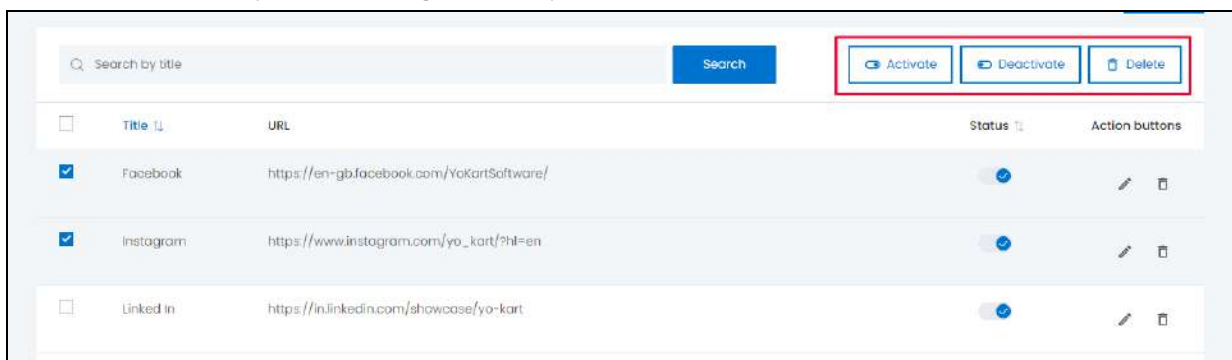 Search by title
Search
Activate
Deactivate
Delete
Title
URL
Status
Action buttons
Facebook
https://en-gb.facebook.com/YoKartSoftware/
Instagram
https://www.instagram.com/yo_kart/?hl=en
Linked In
https://in.linkedin.com/showcase/yo-kart